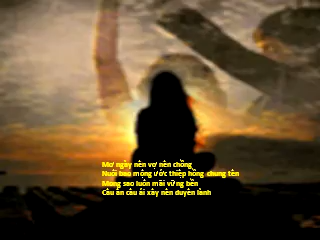 Mơ ngày nên vợ nên chồng
Nuôi bao mộng ước thiệp hồng chung tên
Mong sao luôn mãi vững bền
Câu ân câu ái xây nên duyên lành